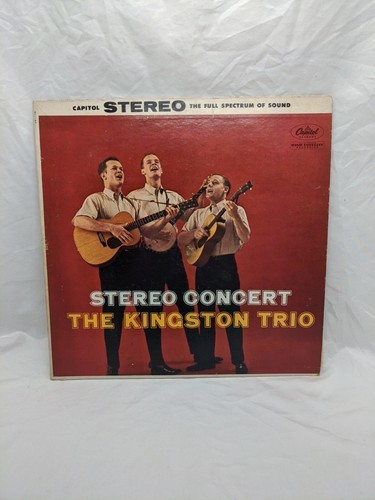 CAPITOL STEREO THE FULL SPECTRUM OF SOUND
Capitol
STEREO CONCERT
THE KINGSTON TRIO